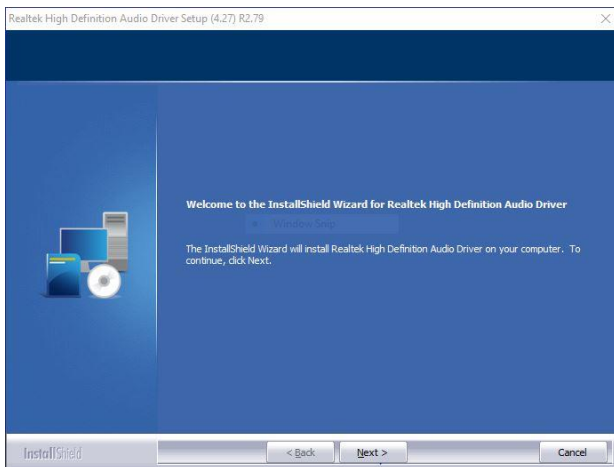 Realtek High Definition Audio Driver Setup (4.27) R2.79
Welcome to the InstallShield Wizard for Realtek High Definition Audio Driver
Window Snip
The InstallShield Wizard will install Realtek High Definition Audio Driver on your computer. To
continue, click Next.
InstallShield
< Back
Next >
Cancel